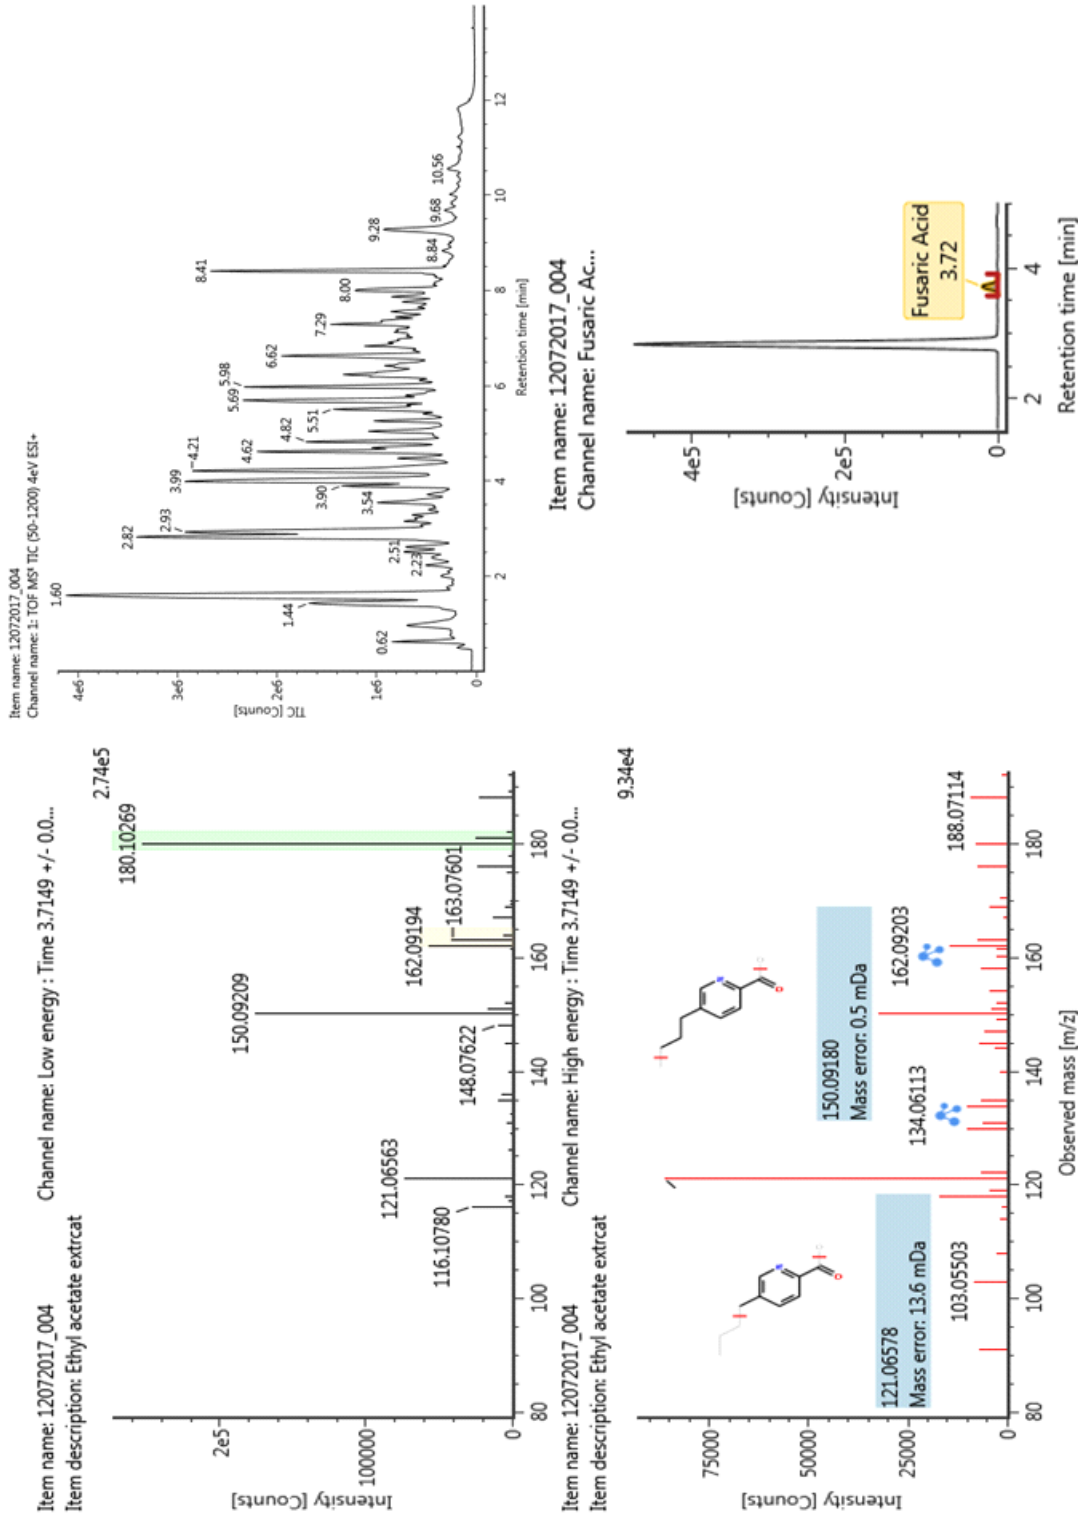 Item name: 12072017_004
Item description: Ethyl acetate extrcat
Channel name: Low energy : Time 3.7149 +/- 0.0...
2.74e5
Intensity [Counts]
2e5
100000
0
116.10780
121.06563
148.07622
150.09209
162.09194
163.07601
180.10269
80
100
120
140
160
180
Item name: 12072017_004
Item description: Ethyl acetate extrcat
Channel name: High energy : Time 3.7149 +/- 0.0...
9.34e4
Intensity [Counts]
75000
50000
25000
0
121.06578
Mass error: 13.6 mDa
103.05503
134.06113
150.09180
Mass error: 0.5 mDa
162.09203
188.07114
80
100
120
140
160
180
Observed mass [m/z]
Item name: 12072017_004
Channel name: 1: TOF MSᴱ TIC (50-1200) 4eV ESI+
TIC [Counts]
4e6
3e6
2e6
1e6
0
0.62
1.44
1.60
2.23
2.51
2.82
2.93
3.54
3.90
3.99
4.21
4.62
4.82
5.51
5.69
5.98
6.62
7.29
8.00
8.41
8.84
9.28
9.68
10.56
2
4
6
8
10
12
Retention time [min]
Item name: 12072017_004
Channel name: Fusaric Ac...
Intensity [Counts]
4e5
2e5
0
Fusaric Acid
3.72
2
4
Retention time [min]